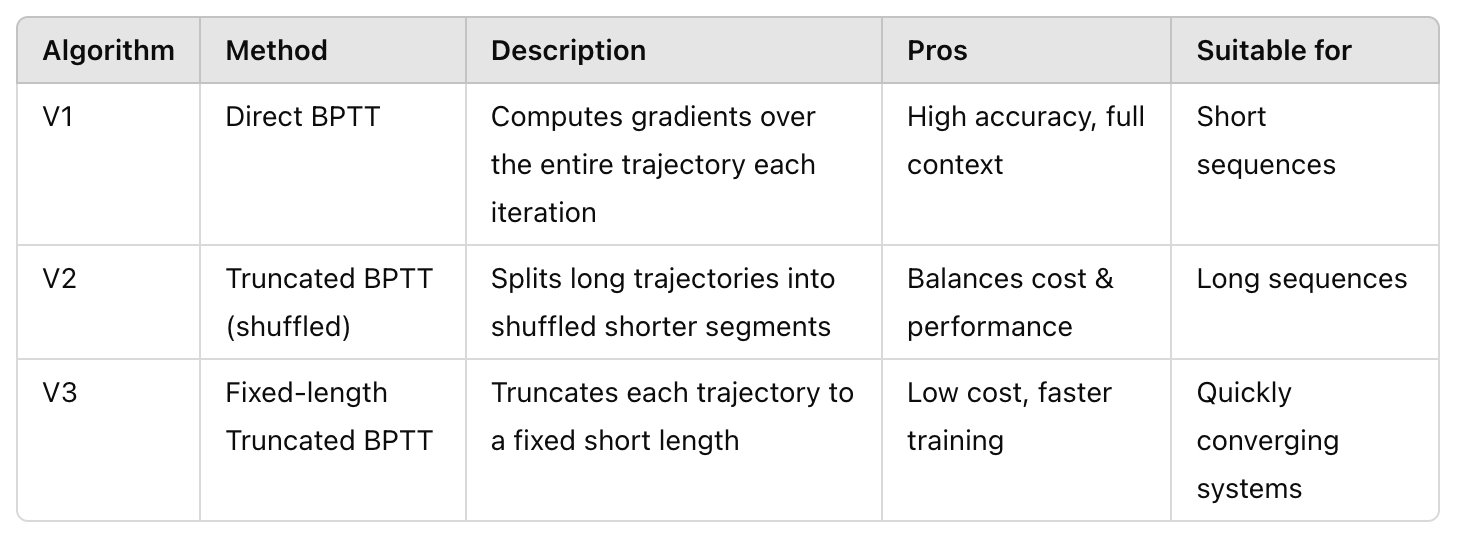 Algorithm Method Description Pros Suitable for
V1 Direct BPTT Computes gradients over High accuracy, full Short
the entire trajectory each context sequences
iteration
V2 Truncated BPTT Splits long trajectories into Balances cost & Long sequences
(shuffled) shuffled shorter segments performance
V3 Fixed-length Truncates each trajectory to Low cost, faster Quickly
Truncated BPTT a fixed short length training converging
systems